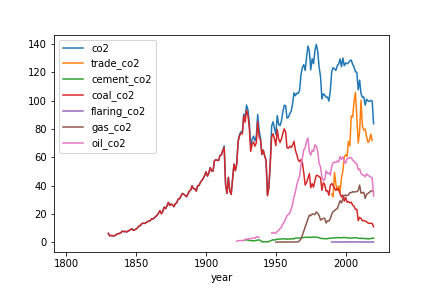 140
120
100
80
60
40
20
0
co2
trade_co2
cement_co2
coal_co2
flaring_co2
gas_co2
oil_co2
1800 1850 1900 1950 2000
year